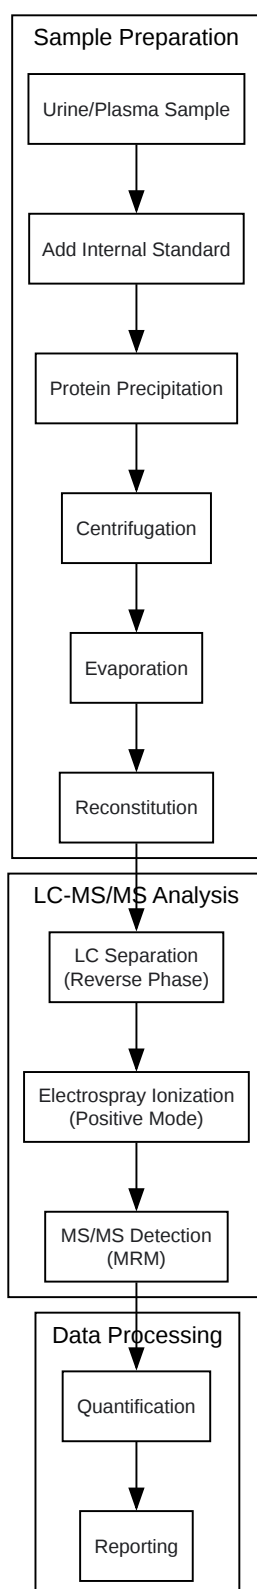 Sample Preparation
Urine/Plasma Sample
Add Internal Standard
Protein Precipitation
Centrifugation
Evaporation
Reconstitution
LC-MS/MS Analysis
LC Separation
(Reverse Phase)
Electrospray Ionization
(Positive Mode)
MS/MS Detection
(MRM)
Data Processing
Quantification
Reporting